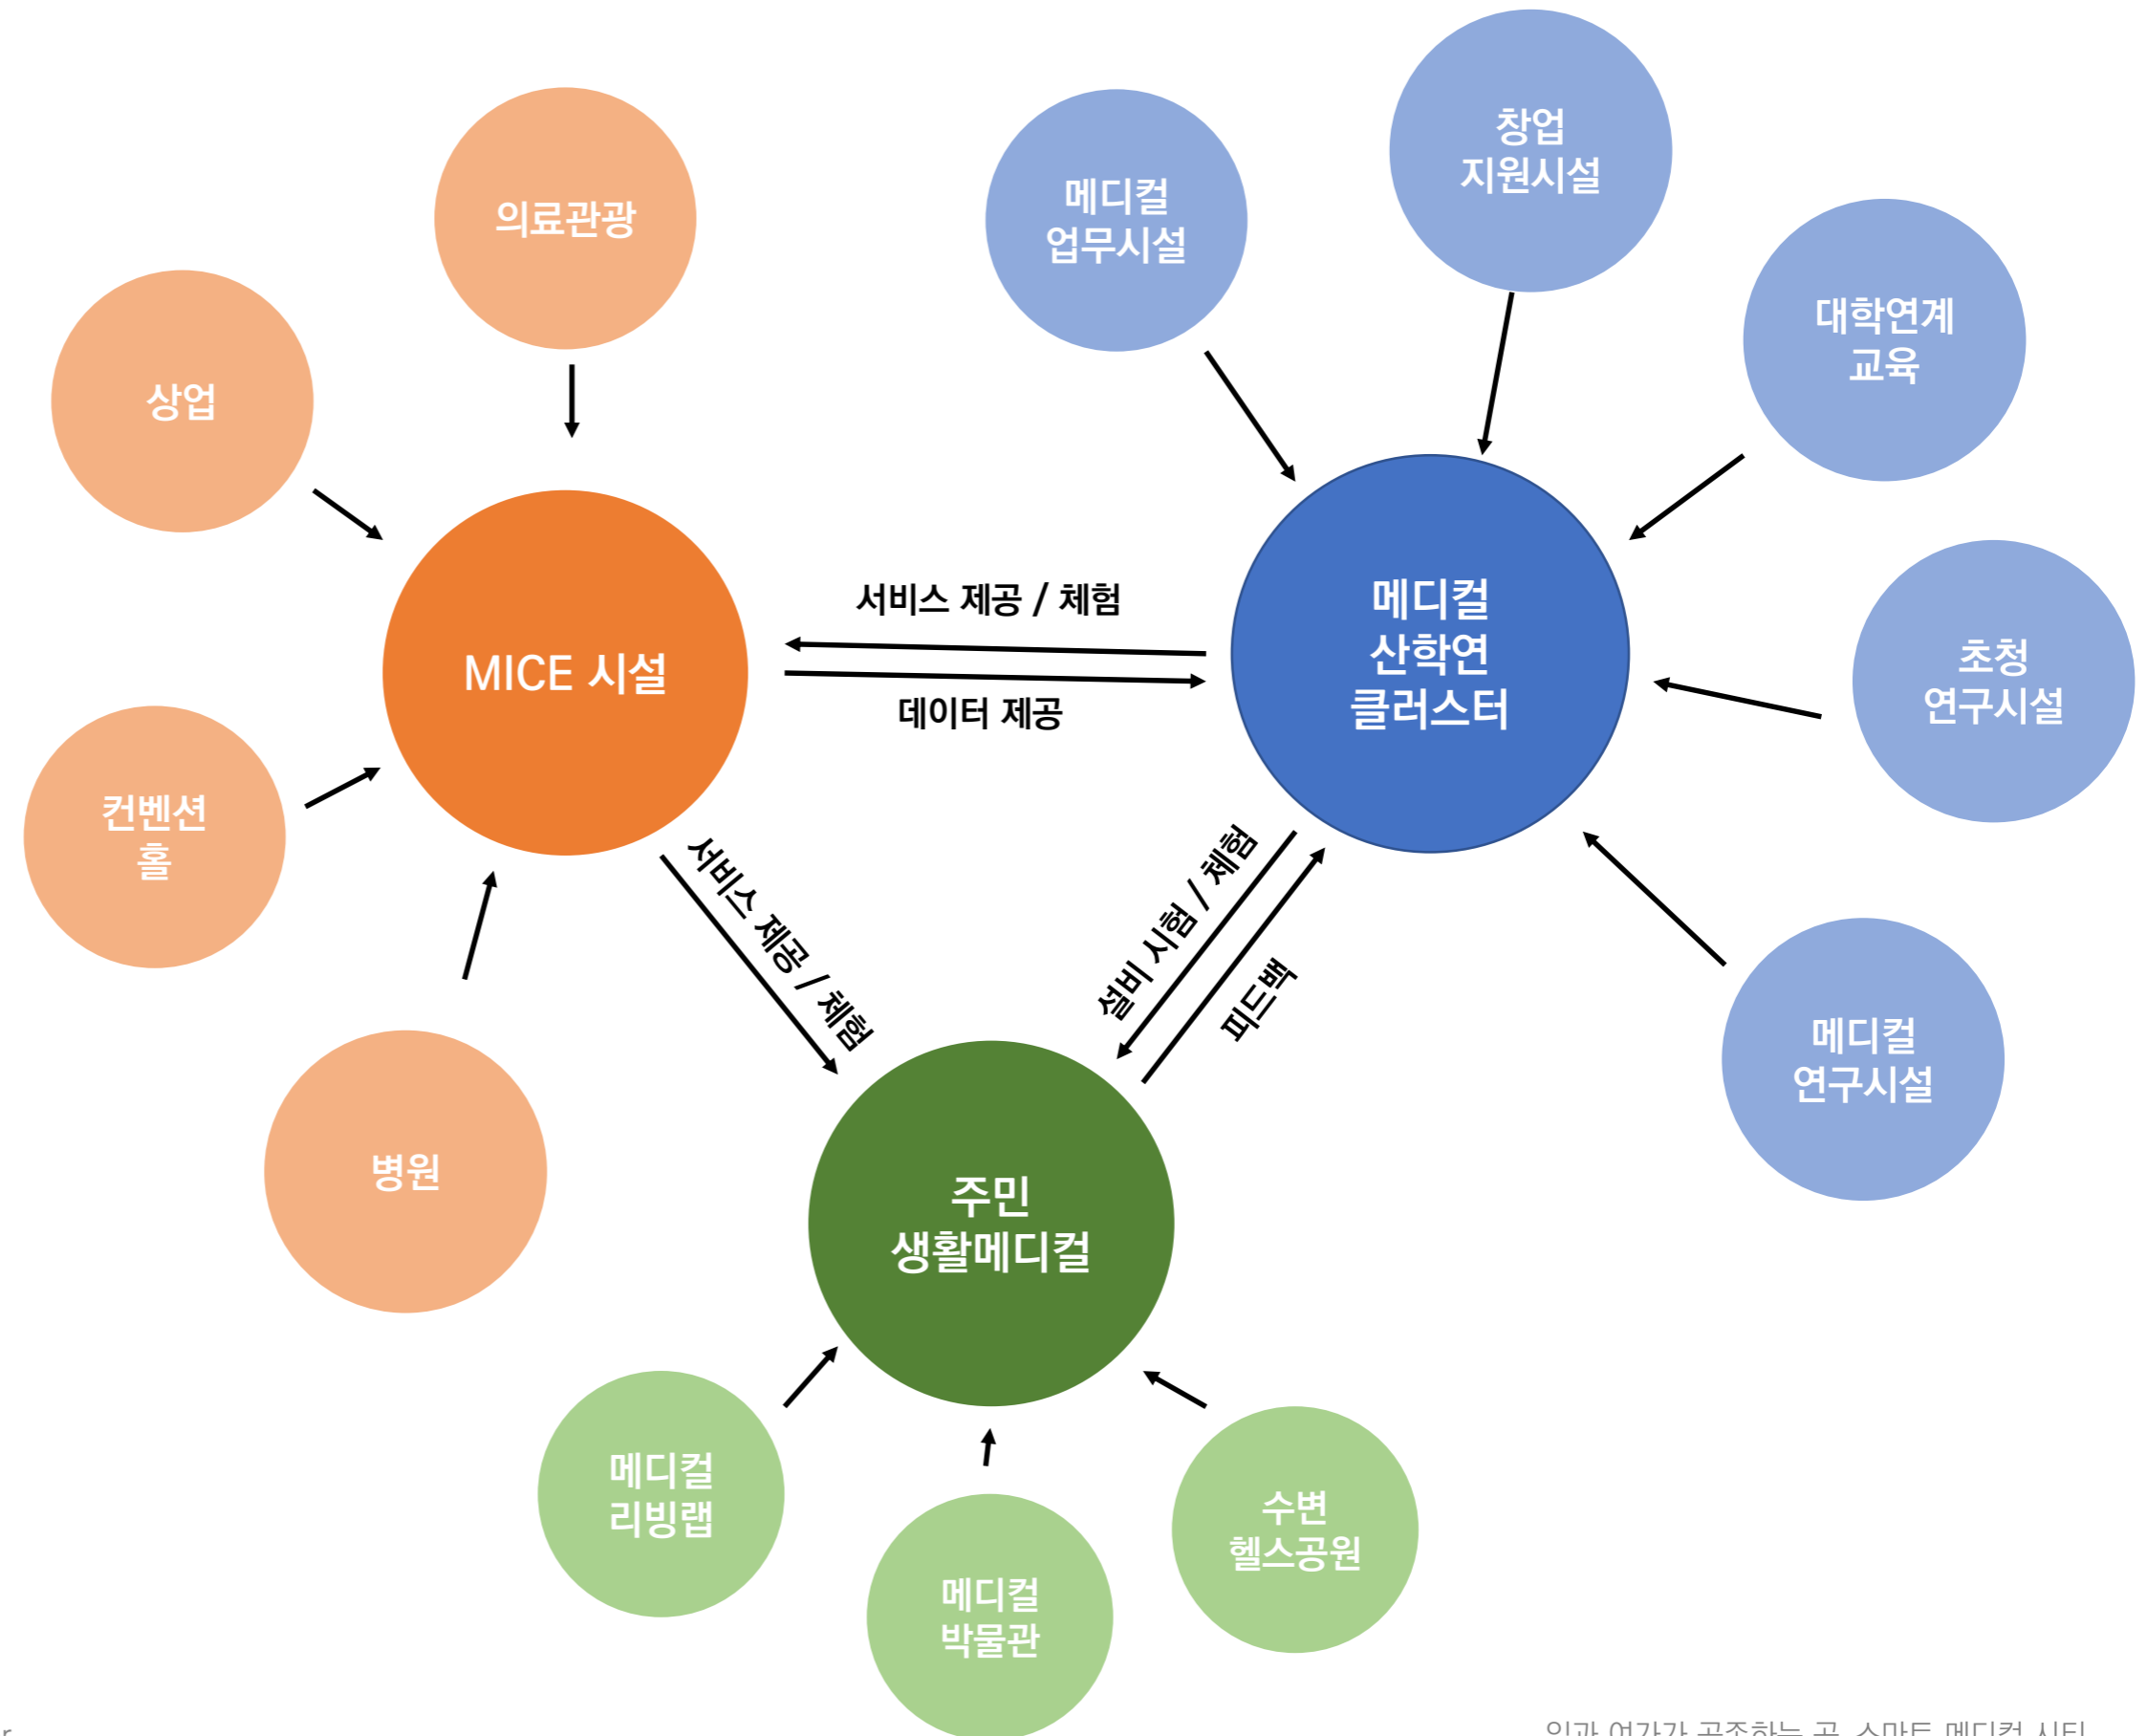 창업
지원시설
메디컬
업무시설
의료관광
대학연계
교육
상업
서비스 제공 / 체험
메디컬
산학연
클러스터
MICE 시설
데이터 제공
초청
연구시설
컨벤션
홀
서비스 제공 / 체험
설비 시험 / 체험
피드백
메디컬
연구시설
병원
주민
생활메디컬
메디컬
리빙랩
수변
헬스공원
메디컬
박물관
r